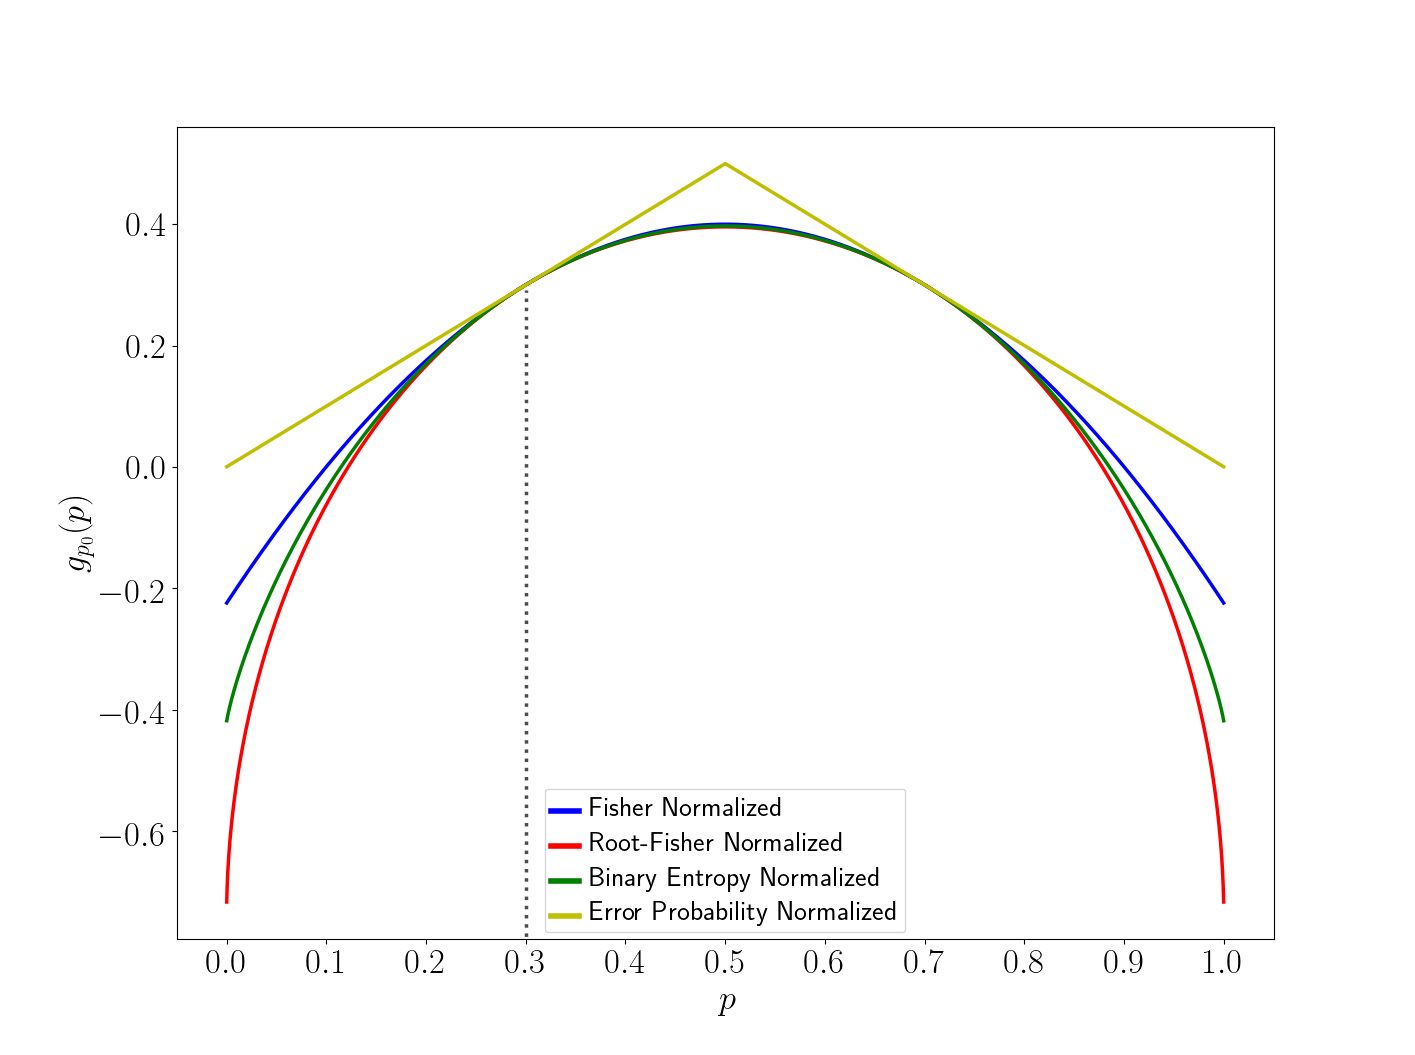 0.4
0.2
0.0
−0.2
−0.4
−0.6
g_{p_0}(p)
Fisher Normalized
Root-Fisher Normalized
Binary Entropy Normalized
Error Probability Normalized
0.0 0.1 0.2 0.3 0.4 0.5 0.6 0.7 0.8 0.9 1.0
p